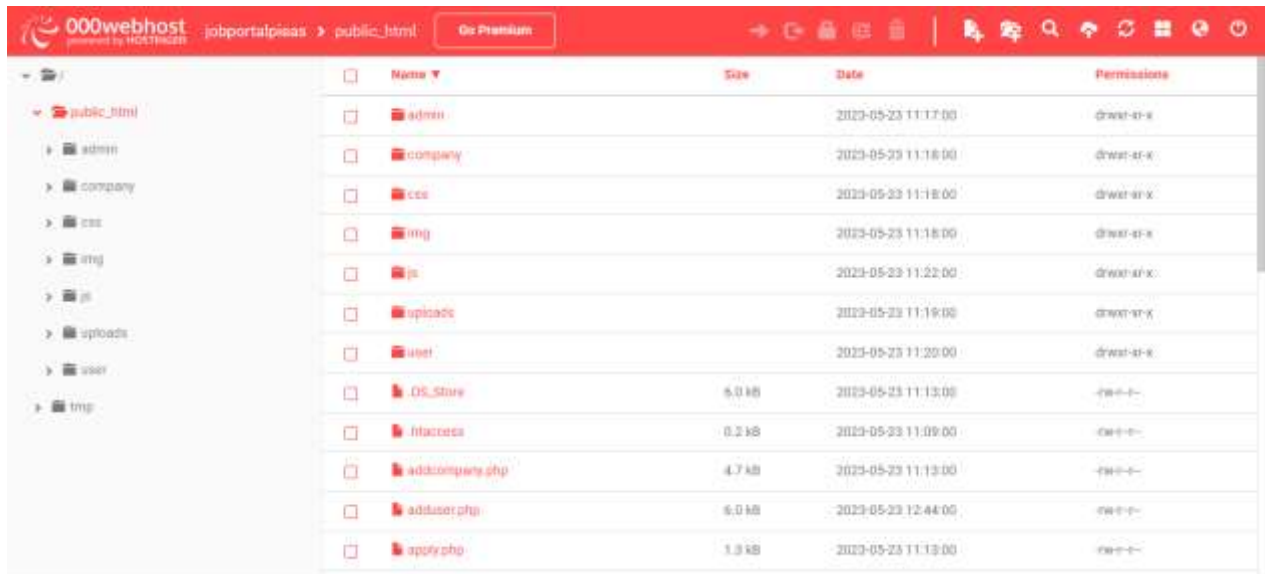 000webhost
powered by HOSTINGER
jobportalpisas > public_html
Go Premium
/
public_html
admin
company
css
img
js
uploads
user
tmp
Name ▼ Size Date Permissions
admin 2023-05-23 11:17:00 drwxr-xr-x
company 2023-05-23 11:18:00 drwxr-xr-x
css 2023-05-23 11:18:00 drwxr-xr-x
img 2023-05-23 11:18:00 drwxr-xr-x
js 2023-05-23 11:22:00 drwxr-xr-x
uploads 2023-05-23 11:19:00 drwxr-xr-x
user 2023-05-23 11:20:00 drwxr-xr-x
.DS_Store 6.0 kB 2023-05-23 11:13:00 -rw-r--r--
.htaccess 0.2 kB 2023-05-23 11:09:00 -rw-r--r--
addcompany.php 4.7 kB 2023-05-23 11:13:00 -rw-r--r--
adduser.php 6.0 kB 2023-05-23 12:44:00 -rw-r--r--
apply.php 1.3 kB 2023-05-23 11:13:00 -rw-r--r--